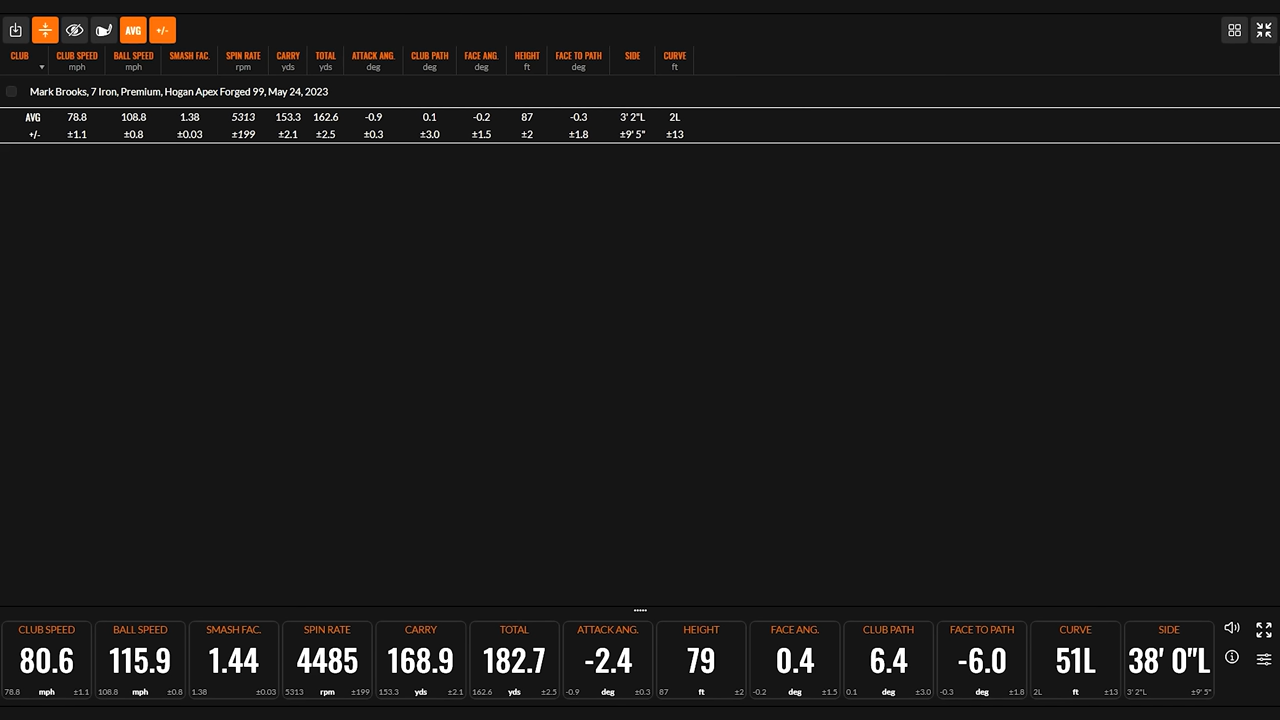 AVG +/-
CLUB CLUB SPEED BALL SPEED SMASH FAC. SPIN RATE CARRY TOTAL ATTACK ANG. CLUB PATH FACE ANG. HEIGHT FACE TO PATH SIDE CURVE
mph mph rpm yds yds deg deg deg ft deg ft
Mark Brooks, 7 Iron, Premium, Hogan Apex Forged 99, May 24, 2023
AVG 78.8 108.8 1.38 5313 153.3 162.6 -0.9 0.1 -0.2 87 -0.3 3' 2"L 2L
+/- ±1.1 ±0.8 ±0.03 ±199 ±2.1 ±2.5 ±0.3 ±3.0 ±1.5 ±2 ±1.8 ±9' 5" ±13
CLUB SPEED BALL SPEED SMASH FAC. SPIN RATE CARRY TOTAL ATTACK ANG. HEIGHT FACE ANG. CLUB PATH FACE TO PATH CURVE SIDE
80.6 115.9 1.44 4485 168.9 182.7 -2.4 79 0.4 6.4 -6.0 51L 38' 0"L
78.8 mph ±1.1 108.8 mph ±0.8 1.38 ±0.03 5313 rpm ±199 153.3 yds ±2.1 162.6 yds ±2.5 -0.9 deg ±0.3 87 ft ±2 -0.2 deg ±1.5 0.1 deg ±3.0 -0.3 deg ±1.8 2L ft ±13 3' 2" ±9' 5"